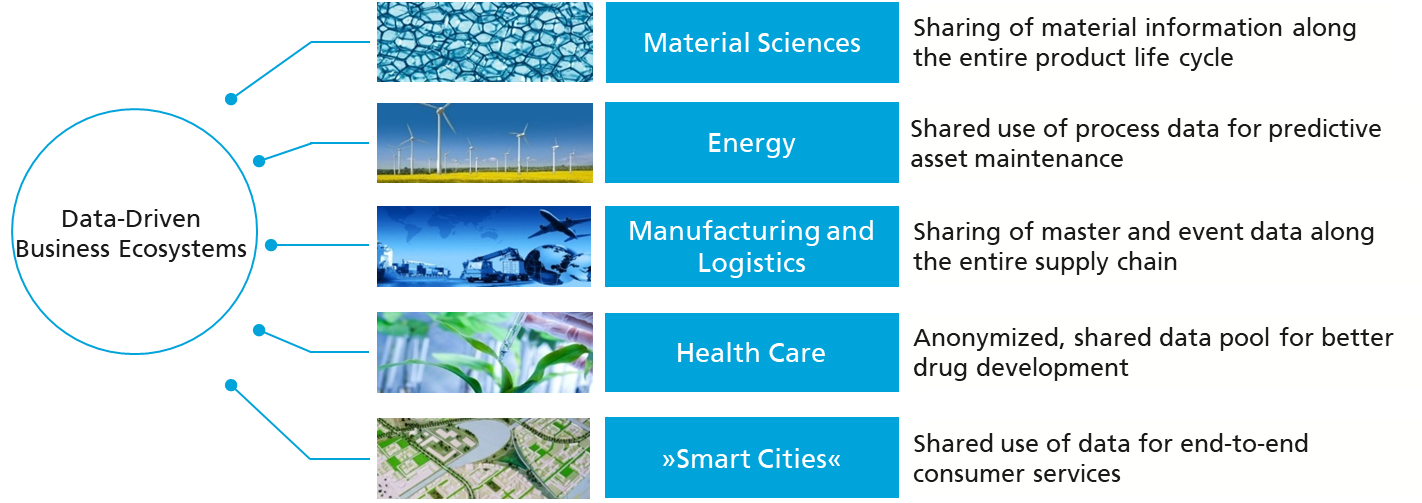 Data-Driven
Business Ecosystems
Material Sciences
Sharing of material information along
the entire product life cycle
Energy
Shared use of process data for predictive
asset maintenance
Manufacturing and
Logistics
Sharing of master and event data along
the entire supply chain
Health Care
Anonymized, shared data pool for better
drug development
»Smart Cities«
Shared use of data for end-to-end
consumer services